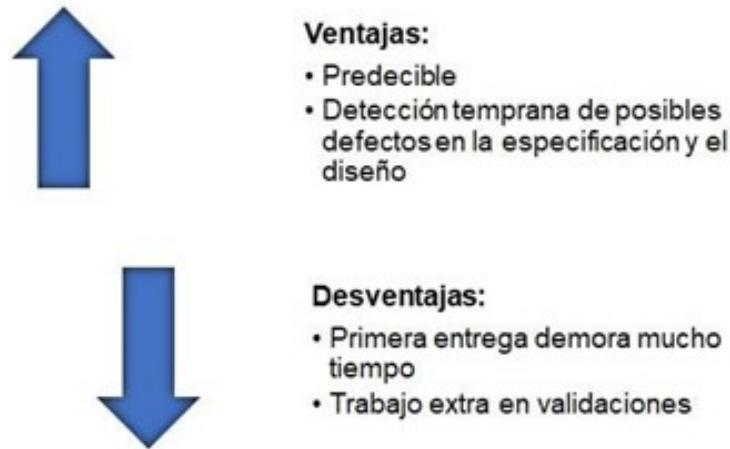 Ventajas:
• Predecible
• Detección temprana de posibles
defectos en la especificación y el
diseño
Desventajas:
• Primera entrega demora mucho
tiempo
• Trabajo extra en validaciones